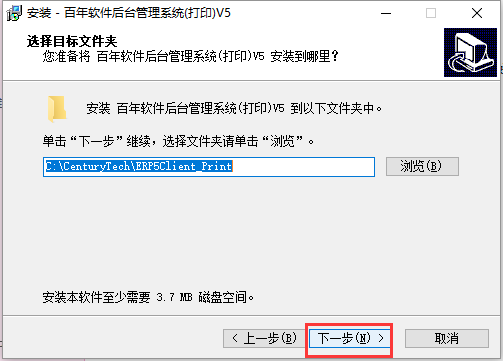 安装 - 百年软件后台管理系统(打印)V5
选择目标文件夹
您准备将 百年软件后台管理系统(打印)V5 安装到哪里？
安装 百年软件后台管理系统(打印)V5 到以下文件夹中。
单击“下一步”继续，选择文件夹请单击“浏览”。
C:\CenturyTech\ERP5Client_Print
浏览(B)
安装本软件至少需要 3.7 MB 磁盘空间。
< 上一步(B)
下一步(N) >
取消